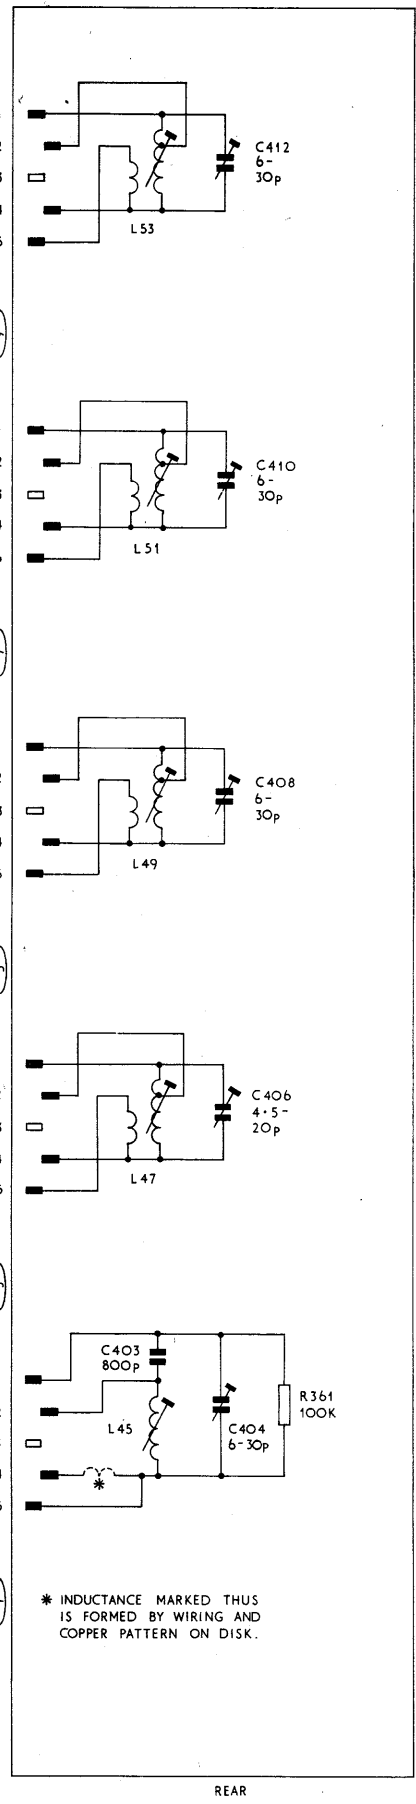 C412
6-
30p
L53
C410
6-
30p
L51
C408
6-
30p
L49
C406
4·5-
20p
L47
C403
800p
R361
100K
L45
C404
6-30p
*
* INDUCTANCE MARKED THUS
IS FORMED BY WIRING AND
COPPER PATTERN ON DISK.
REAR